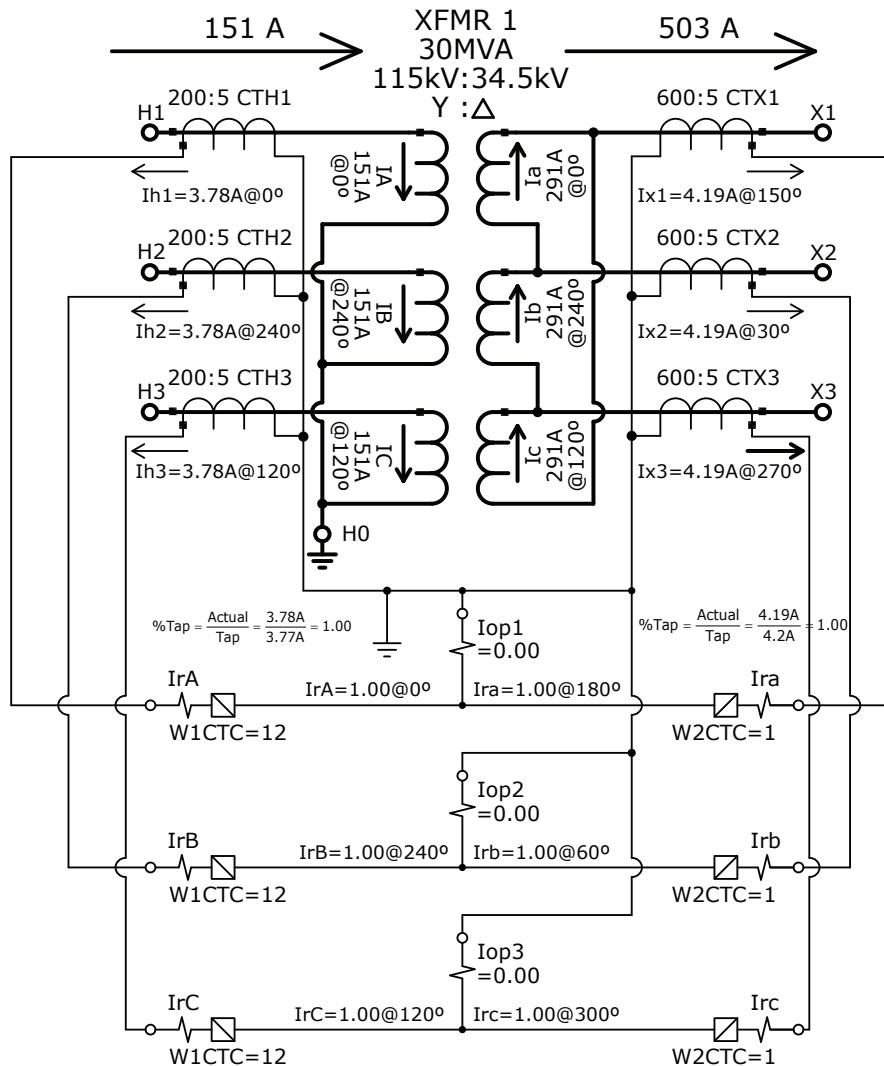 151 A
XFMR 1
30MVA
115kV:34.5kV
Y :△
503 A
200:5 CTH1
600:5 CTX1
H1
X1
IA
151A
@0º
Ia
291A
@0º
Ih1=3.78A@0º
Ix1=4.19A@150º
200:5 CTH2
600:5 CTX2
H2
X2
IB
151A
@240º
Ib
291A
@240º
Ih2=3.78A@240º
Ix2=4.19A@30º
200:5 CTH3
600:5 CTX3
H3
X3
IC
151A
@120º
Ic
291A
@120º
Ih3=3.78A@120º
Ix3=4.19A@270º
H0
%Tap = Actual/Tap = 3.78A/3.77A = 1.00
Iop1
=0.00
%Tap = Actual/Tap = 4.19A/4.2A = 1.00
IrA
IrA=1.00@0º
Ira=1.00@180º
Ira
W1CTC=12
W2CTC=1
Iop2
=0.00
IrB
IrB=1.00@240º
Irb=1.00@60º
Irb
W1CTC=12
W2CTC=1
Iop3
=0.00
IrC
IrC=1.00@120º
Irc=1.00@300º
Irc
W1CTC=12
W2CTC=1